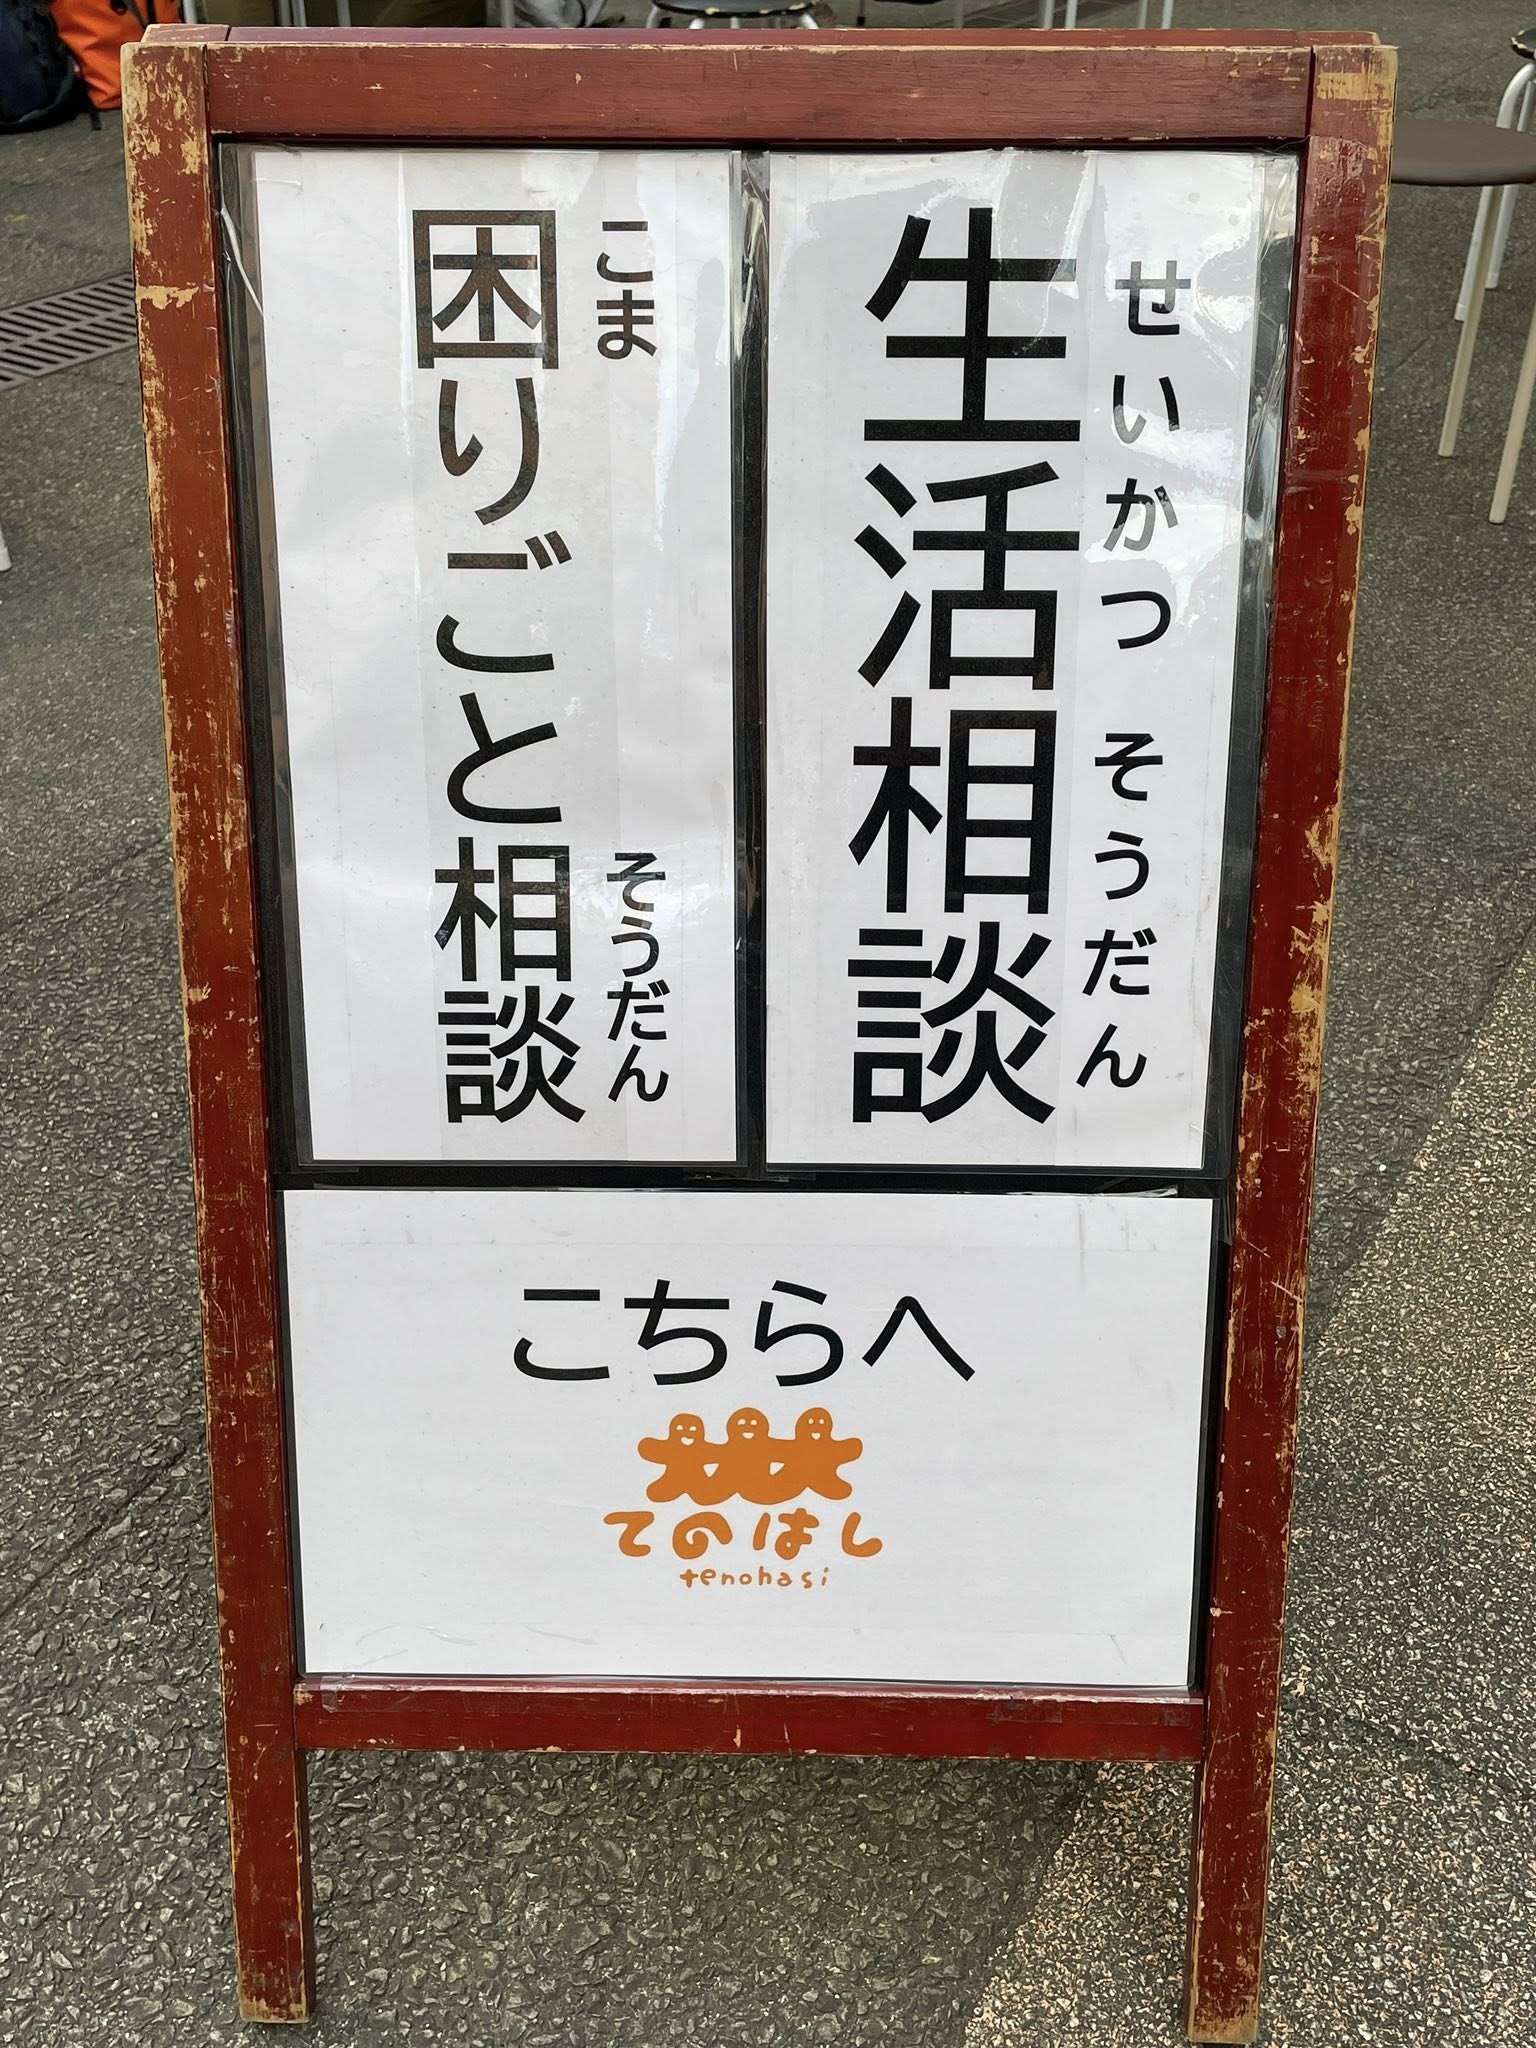 せいかつ そうだん
生活相談
こま そうだん
困りごと相談
こちらへ
てのはし
tenohasi